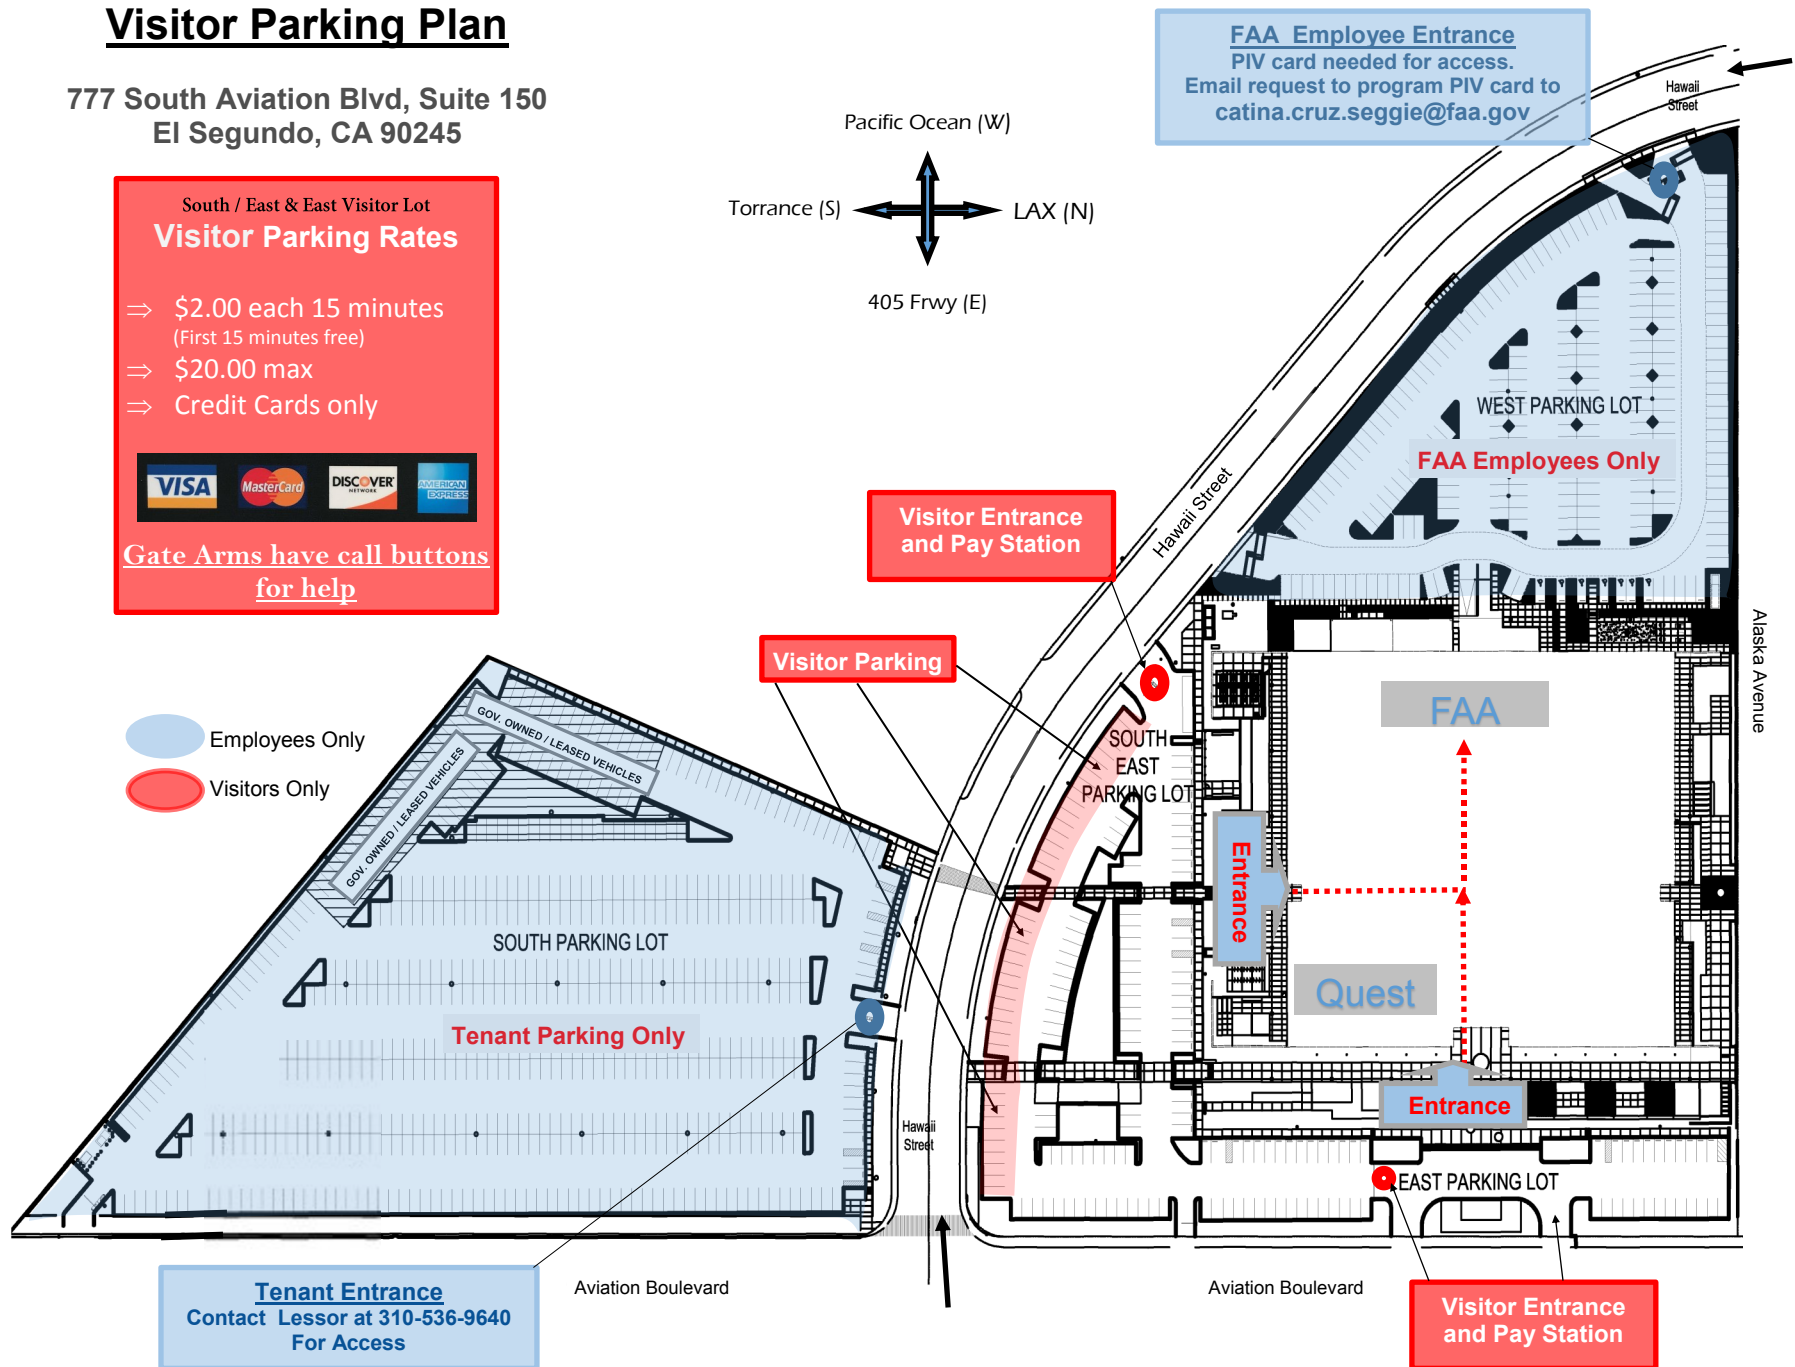 Visitor Parking Plan
777 South Aviation Blvd, Suite 150
El Segundo, CA 90245
South / East & East Visitor Lot
Visitor Parking Rates
⇒ $2.00 each 15 minutes
(First 15 minutes free)
⇒ $20.00 max
⇒ Credit Cards only
VISA
MasterCard
DISCOVER
NETWORK
AMERICAN
EXPRESS
Gate Arms have call buttons
for help
Pacific Ocean (W)
Torrance (S)
LAX (N)
405 Frwy (E)
FAA Employee Entrance
PIV card needed for access.
Email request to program PIV card to
catina.cruz.seggie@faa.gov
Hawaii
Street
WEST PARKING LOT
FAA Employees Only
Hawaii Street
Visitor Entrance
and Pay Station
Visitor Parking
Alaska Avenue
Employees Only
Visitors Only
GOV. OWNED / LEASED VEHICLES
GOV. OWNED / LEASED VEHICLES
SOUTH
EAST
PARKING LOT
FAA
Entrance
Quest
SOUTH PARKING LOT
Tenant Parking Only
Entrance
Hawaii
Street
EAST PARKING LOT
Tenant Entrance
Contact Lessor at 310-536-9640
For Access
Aviation Boulevard
Aviation Boulevard
Visitor Entrance
and Pay Station